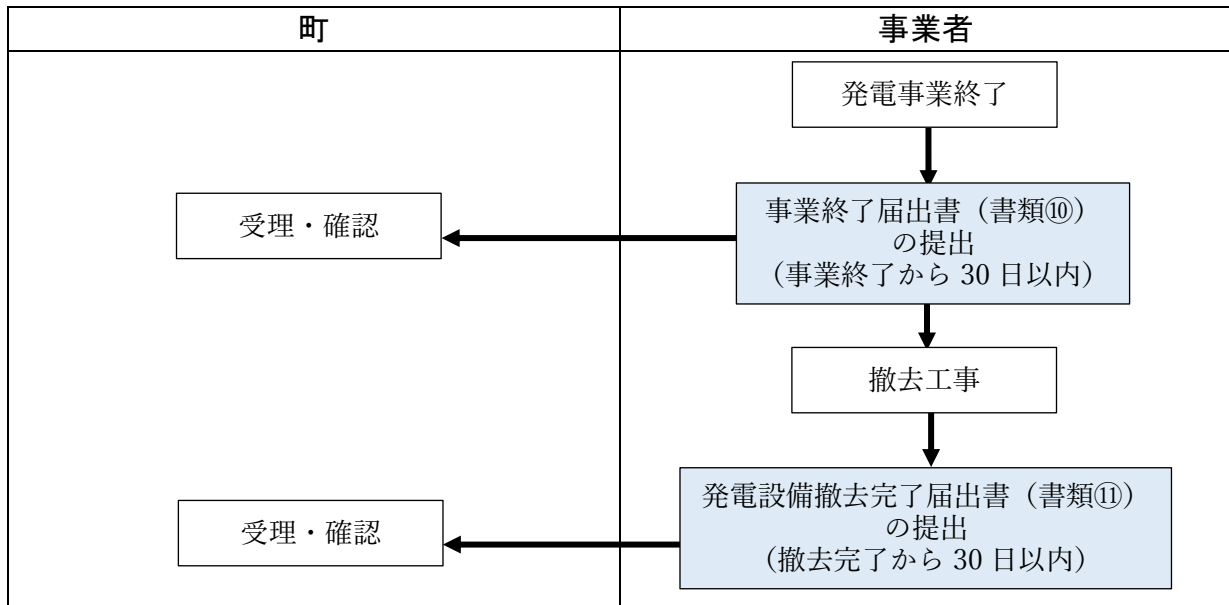 町
事業者
発電事業終了
受理・確認
事業終了届出書（書類⑩）
の提出
（事業終了から 30 日以内）
撤去工事
受理・確認
発電設備撤去完了届出書（書類⑪）
の提出
（撤去完了から 30 日以内）